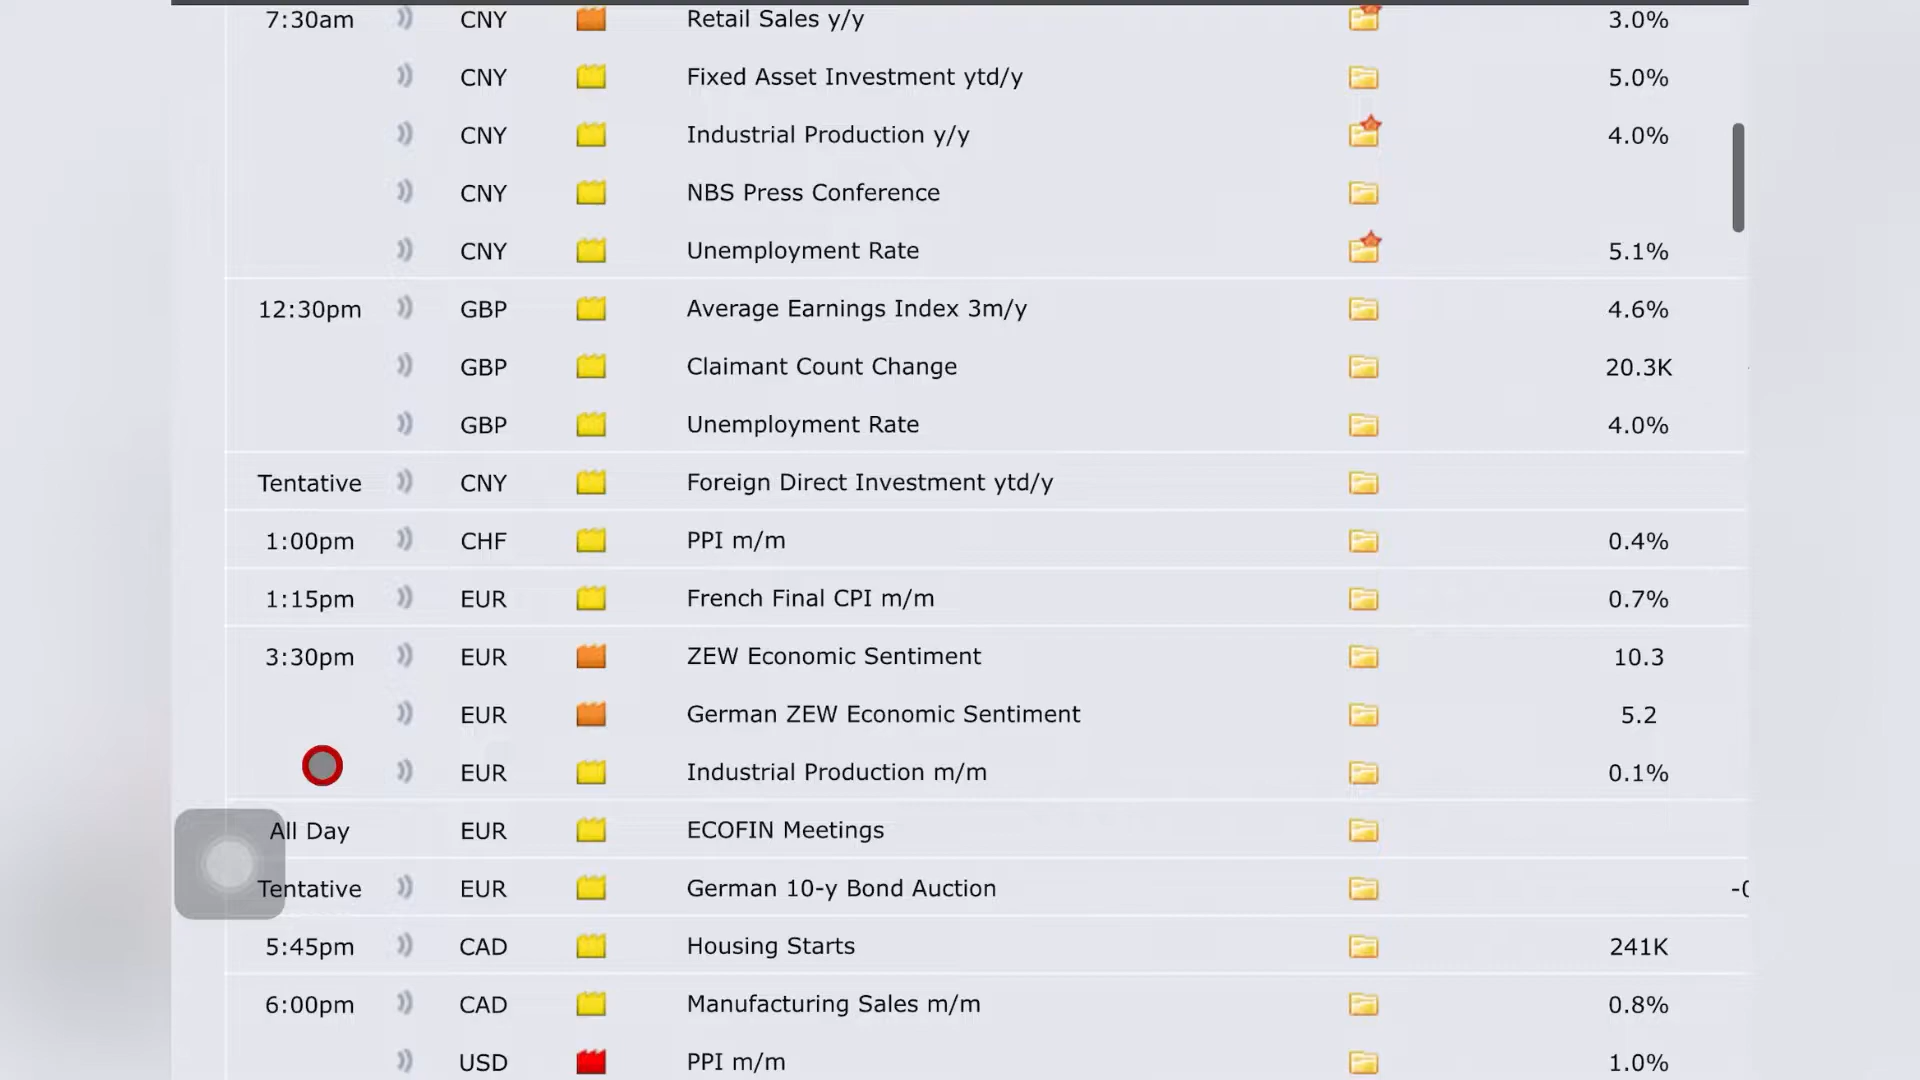 7:30am CNY Retail Sales y/y 3.0%
CNY Fixed Asset Investment ytd/y 5.0%
CNY Industrial Production y/y 4.0%
CNY NBS Press Conference
CNY Unemployment Rate 5.1%
12:30pm GBP Average Earnings Index 3m/y 4.6%
GBP Claimant Count Change 20.3K
GBP Unemployment Rate 4.0%
Tentative CNY Foreign Direct Investment ytd/y
1:00pm CHF PPI m/m 0.4%
1:15pm EUR French Final CPI m/m 0.7%
3:30pm EUR ZEW Economic Sentiment 10.3
EUR German ZEW Economic Sentiment 5.2
EUR Industrial Production m/m 0.1%
All Day EUR ECOFIN Meetings
Tentative EUR German 10-y Bond Auction
5:45pm CAD Housing Starts 241K
6:00pm CAD Manufacturing Sales m/m 0.8%
USD PPI m/m 1.0%